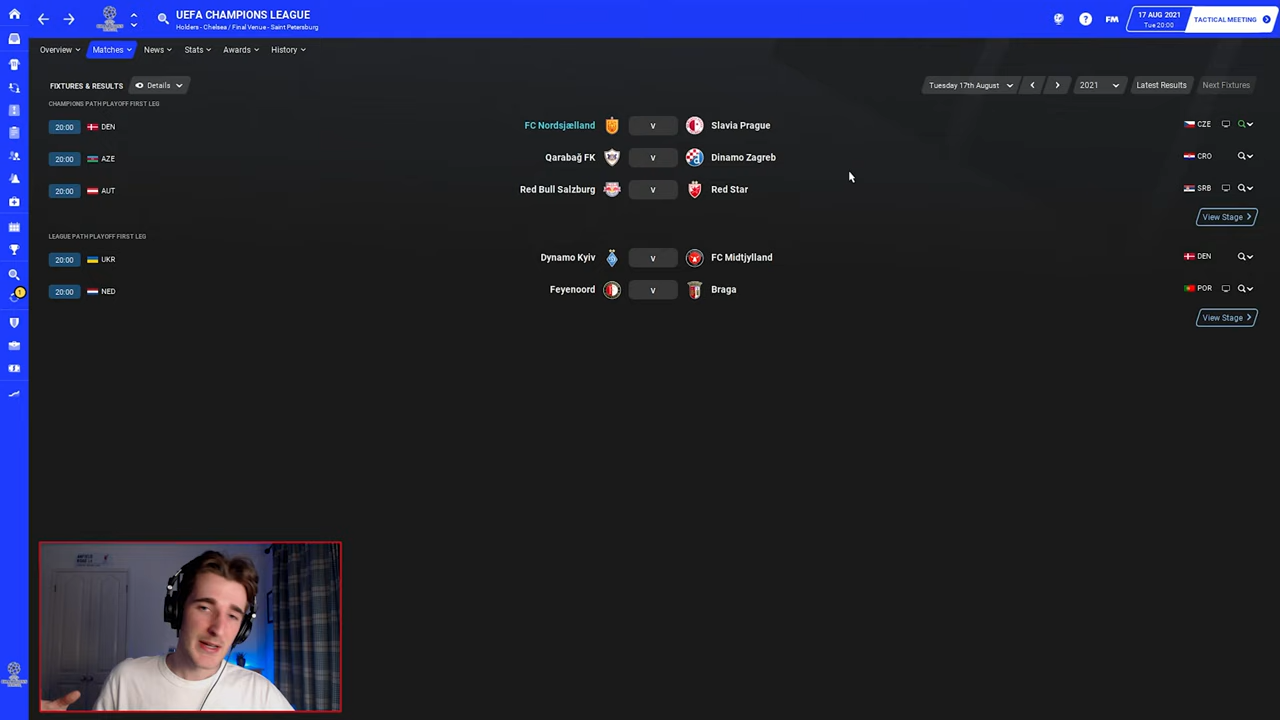 UEFA CHAMPIONS LEAGUE
Holders - Chelsea / Final Venue - Saint Petersburg
FM
17 AUG 2021
Tue 20:00
TACTICAL MEETING
Overview
Matches
News
Stats
Awards
History
FIXTURES & RESULTS
Details
Tuesday 17th August
2021
Latest Results
Next Fixtures
CHAMPIONS PATH PLAYOFF FIRST LEG
20:00 DEN FC Nordsjælland v Slavia Prague CZE
20:00 AZE Qarabağ FK v Dinamo Zagreb CRO
20:00 AUT Red Bull Salzburg v Red Star SRB
View Stage
LEAGUE PATH PLAYOFF FIRST LEG
20:00 UKR Dynamo Kyiv v FC Midtjylland DEN
20:00 NED Feyenoord v Braga POR
View Stage
1